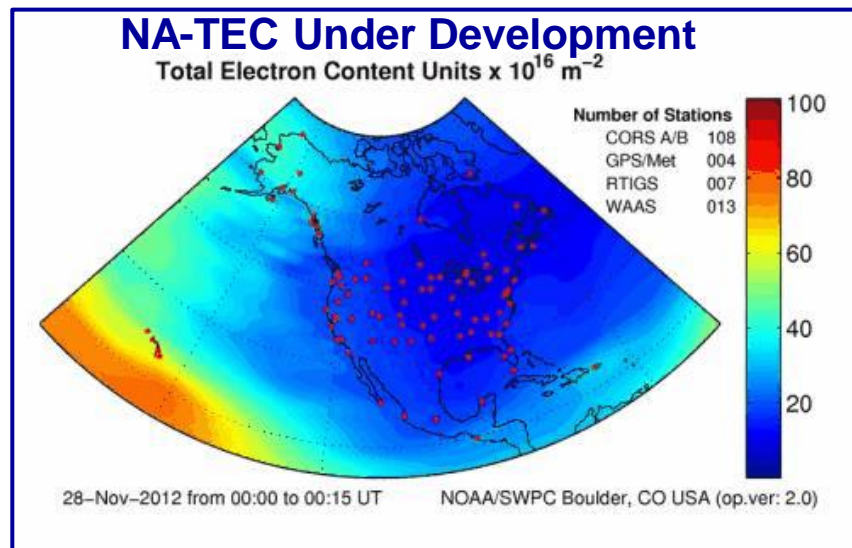 NA-TEC Under Development
Total Electron Content Units x 10^16 m^−2
Number of Stations
CORS A/B 108
GPS/Met 004
RTIGS 007
WAAS 013
100
80
60
40
20
28−Nov−2012 from 00:00 to 00:15 UT
NOAA/SWPC Boulder, CO USA (op.ver: 2.0)